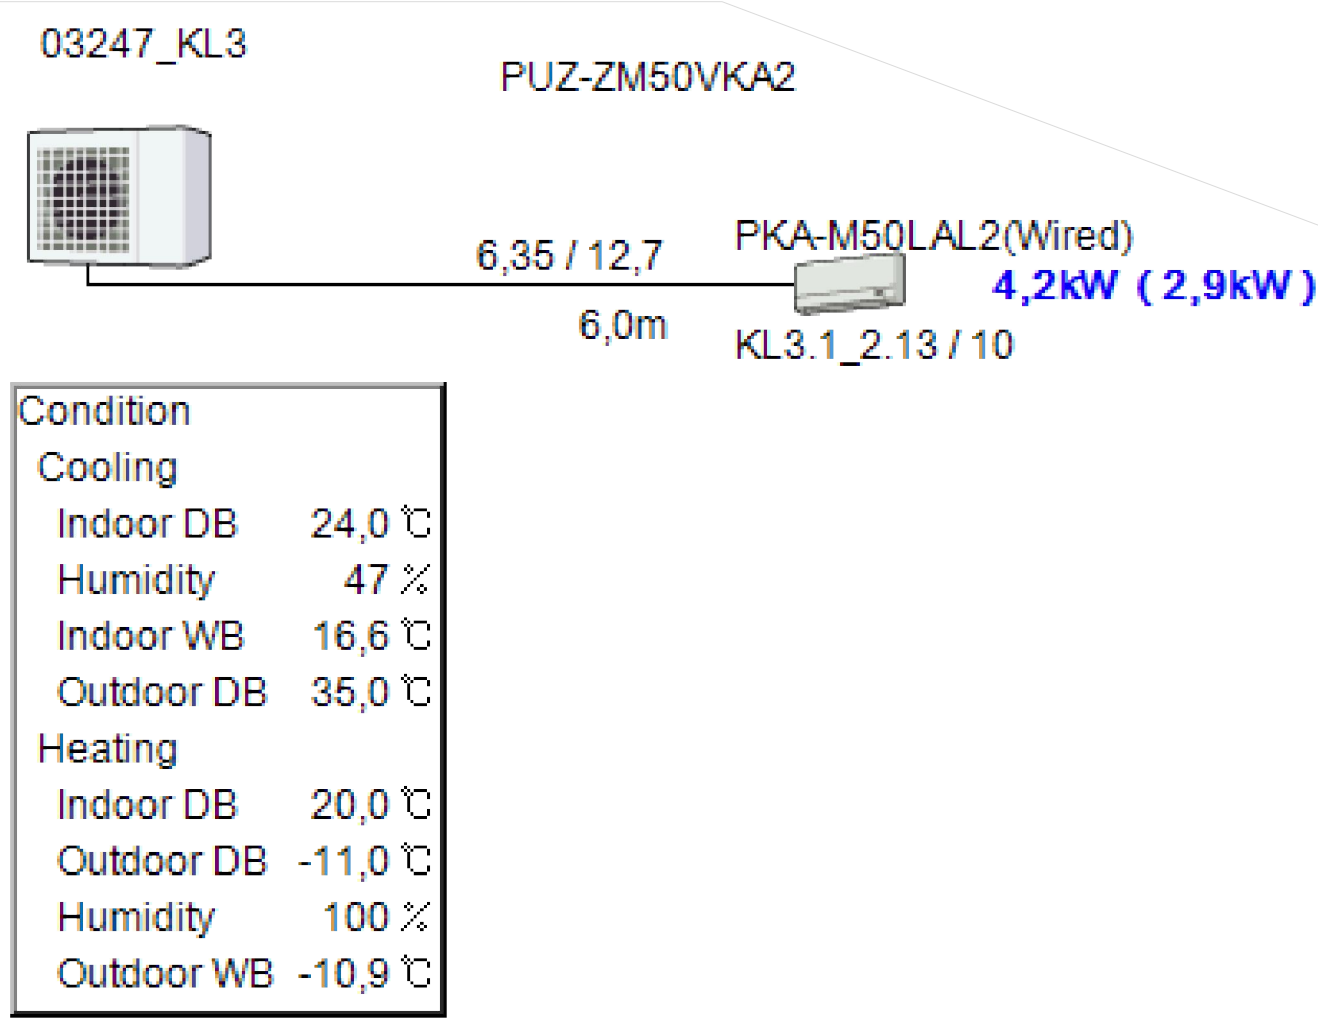 03247_KL3
PUZ-ZM50VKA2
6,35 / 12,7
PKA-M50LAL2(Wired)
4,2kW ( 2,9kW )
6,0m
KL3.1_2.13 / 10
Condition
Cooling
Indoor DB 24,0 ℃
Humidity 47 %
Indoor WB 16,6 ℃
Outdoor DB 35,0 ℃
Heating
Indoor DB 20,0 ℃
Outdoor DB -11,0 ℃
Humidity 100 %
Outdoor WB -10,9 ℃